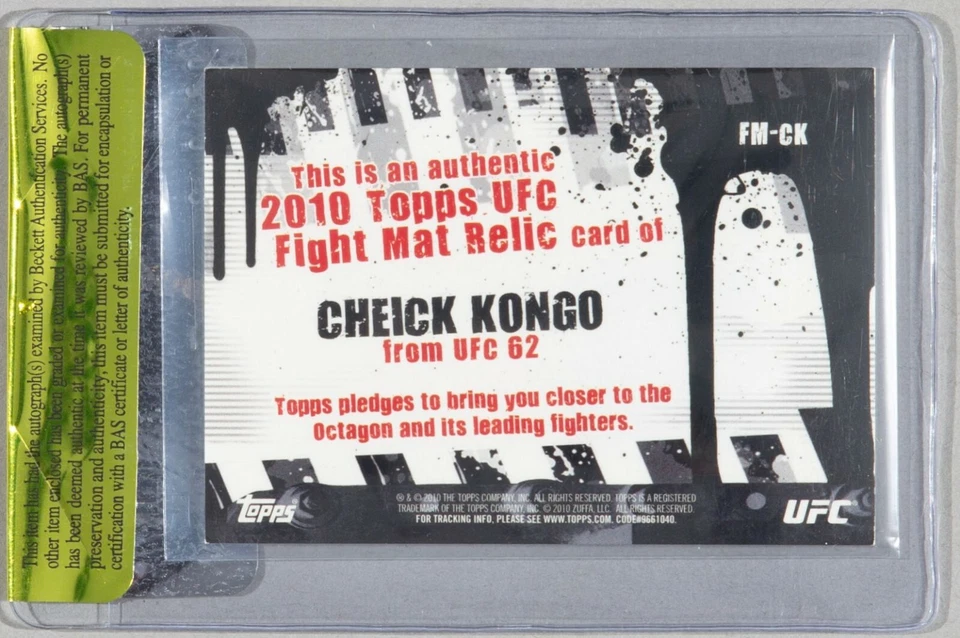 This item has had the autograph(s) examined by Beckett Authentication Services. No
other item enclosed has been graded or examined for authenticity. The autograph(s)
has been deemed authentic at the time it was reviewed by BAS. For permanent
preservation and authenticity, this item must be submitted for encapsulation or
certification with a BAS certificate or letter of authenticity.
FM-CK
This is an authentic
2010 Topps UFC
Fight Mat Relic card of
CHEICK KONGO
from UFC 62
Topps pledges to bring you closer to the
Octagon and its leading fighters.
Topps
® & © 2010 THE TOPPS COMPANY, INC. ALL RIGHTS RESERVED. TOPPS IS A REGISTERED
TRADEMARK OF THE TOPPS COMPANY, INC. © 2010 ZUFFA, LLC. ALL RIGHTS RESERVED.
FOR TRACKING INFO, PLEASE SEE WWW.TOPPS.COM. CODE#9661040.
UFC